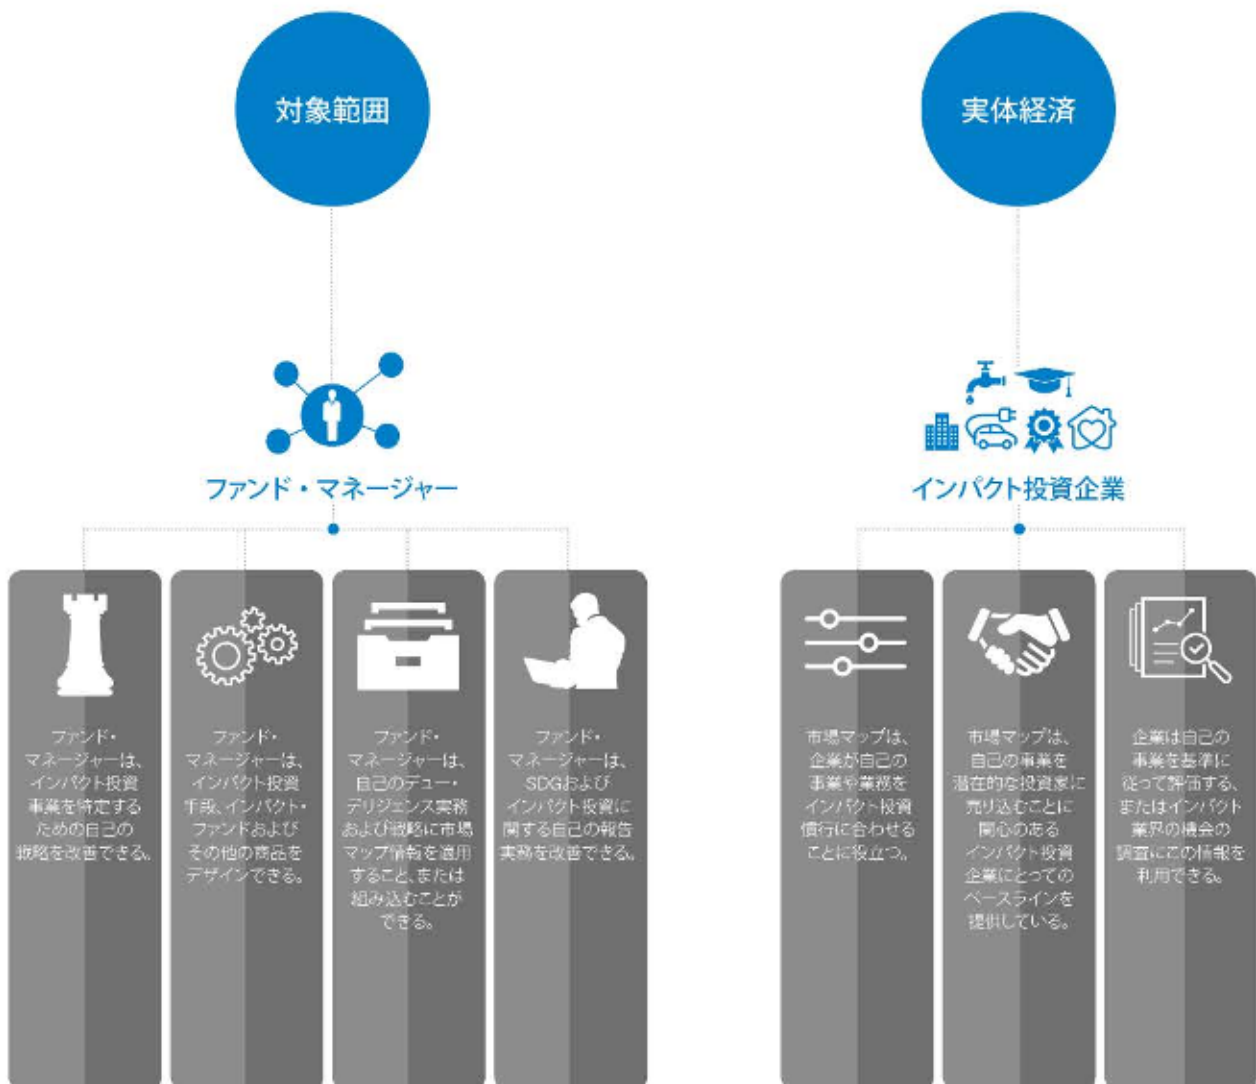 対象範囲
ファンド・マネージャー
ファンド・
マネージャーは、
インパクト投資
事業を特定する
ための自己の
戦略を改善できる。
ファンド・
マネージャーは、
インパクト投資
手段、インパクト・
ファンドおよび
その他の商品を
デザインできる。
ファンド・
マネージャーは、
自己のデュー・
デリジェンス実務
および戦略に市場
マップ情報を適用
すること、または
組み込むことが
できる。
ファンド・
マネージャーは、
SDGおよび
インパクト投資に
関する自己の報告
実務を改善できる。
実体経済
インパクト投資企業
市場マップは、
企業が自己の
事業や業務を
インパクト投資
慣行に合わせる
ことに役立つ。
市場マップは、
自己の事業を
潜在的な投資家に
売り込むことに
関心のある
インパクト投資
企業にとっての
ベースラインを
提供している。
企業は自己の
事業を基準に
従って評価する、
またはインパクト
業界の機会の
調査にこの情報を
利用できる。